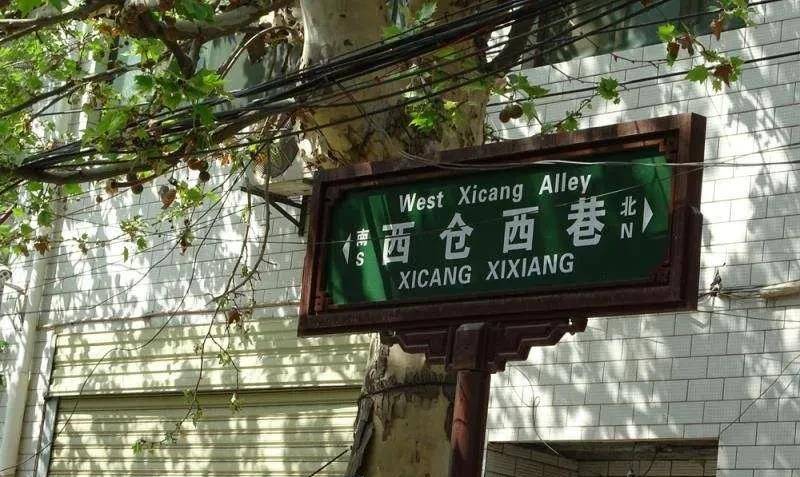 West Xicang Alley
南 西仓西巷 北
S N
XICANG XIXIANG